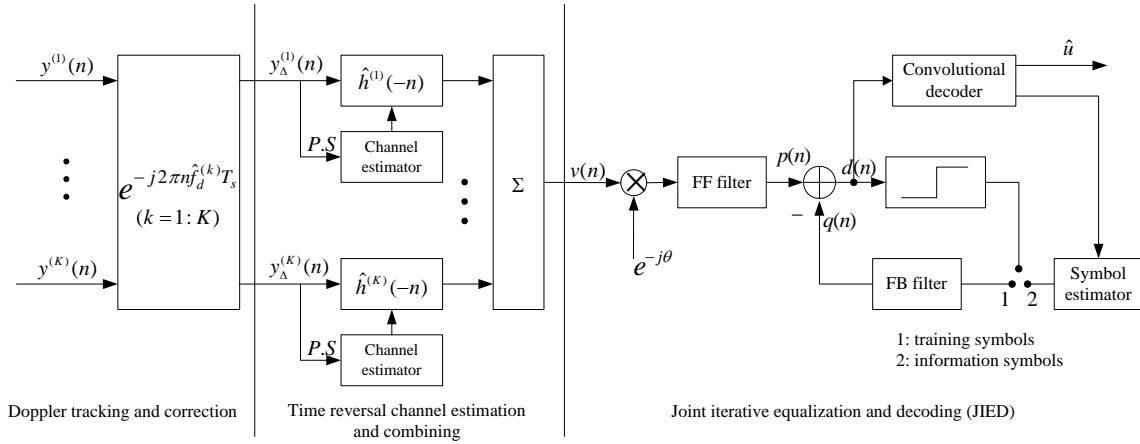 y^(1)(n)
y^(K)(n)
e^{-j2πn f̂_d^(k) T_s}
(k = 1: K)
y_Δ^(1)(n)
ĥ^(1)(−n)
P.S
Channel
estimator
y_Δ^(K)(n)
ĥ^(K)(−n)
P.S
Channel
estimator
Σ
v(n)
e^{−jθ}
FF filter
p(n)
−
q(n)
d(n)
Convolutional
decoder
û
FB filter
1
2
Symbol
estimator
1: training symbols
2: information symbols
Doppler tracking and correction
Time reversal channel estimation
and combining
Joint iterative equalization and decoding (JIED)